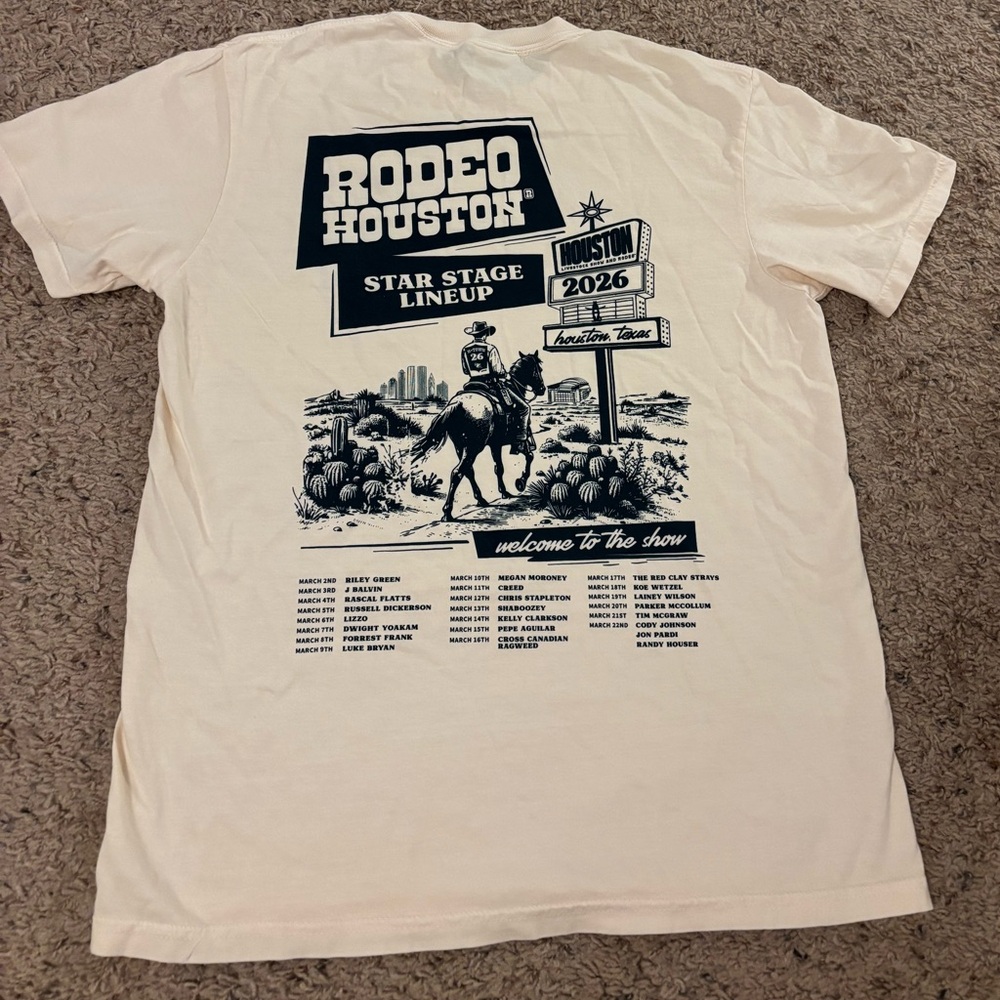 RODEO
HOUSTON®
STAR STAGE
LINEUP
HOUSTON
LIVESTOCK SHOW AND RODEO
2026
houston, texas
26
welcome to the show
MARCH 2ND RILEY GREEN
MARCH 3RD J BALVIN
MARCH 4TH RASCAL FLATTS
MARCH 5TH RUSSELL DICKERSON
MARCH 6TH LIZZO
MARCH 7TH DWIGHT YOAKAM
MARCH 8TH FORREST FRANK
MARCH 9TH LUKE BRYAN
MARCH 10TH MEGAN MORONEY
MARCH 11TH CREED
MARCH 12TH CHRIS STAPLETON
MARCH 13TH SHABOOZEY
MARCH 14TH KELLY CLARKSON
MARCH 15TH PEPE AGUILAR
MARCH 16TH CROSS CANADIAN
RAGWEED
MARCH 17TH THE RED CLAY STRAYS
MARCH 18TH KOE WETZEL
MARCH 19TH LAINEY WILSON
MARCH 20TH PARKER MCCOLLUM
MARCH 21ST TIM MCGRAW
MARCH 22ND CODY JOHNSON
JON PARDI
RANDY HOUSER